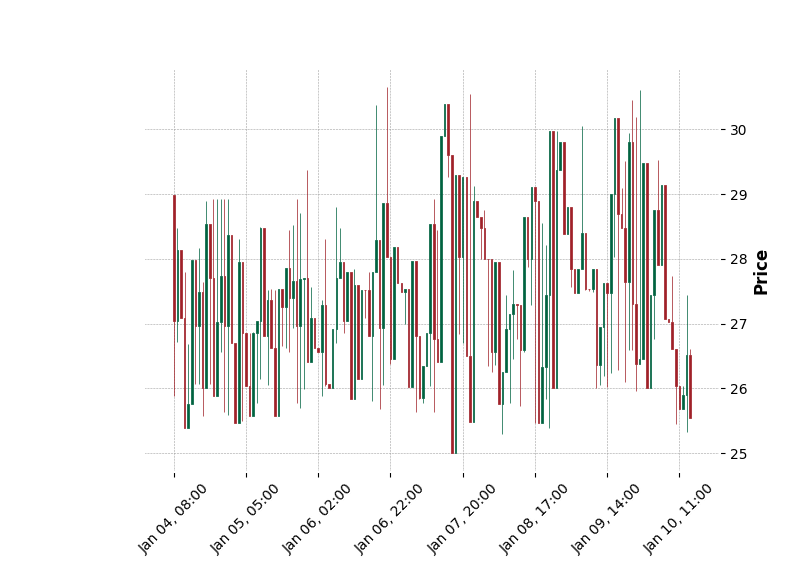 30
29
28
27
26
25
Price
Jan 04, 08:00
Jan 05, 05:00
Jan 06, 02:00
Jan 06, 22:00
Jan 07, 20:00
Jan 08, 17:00
Jan 09, 14:00
Jan 10, 11:00